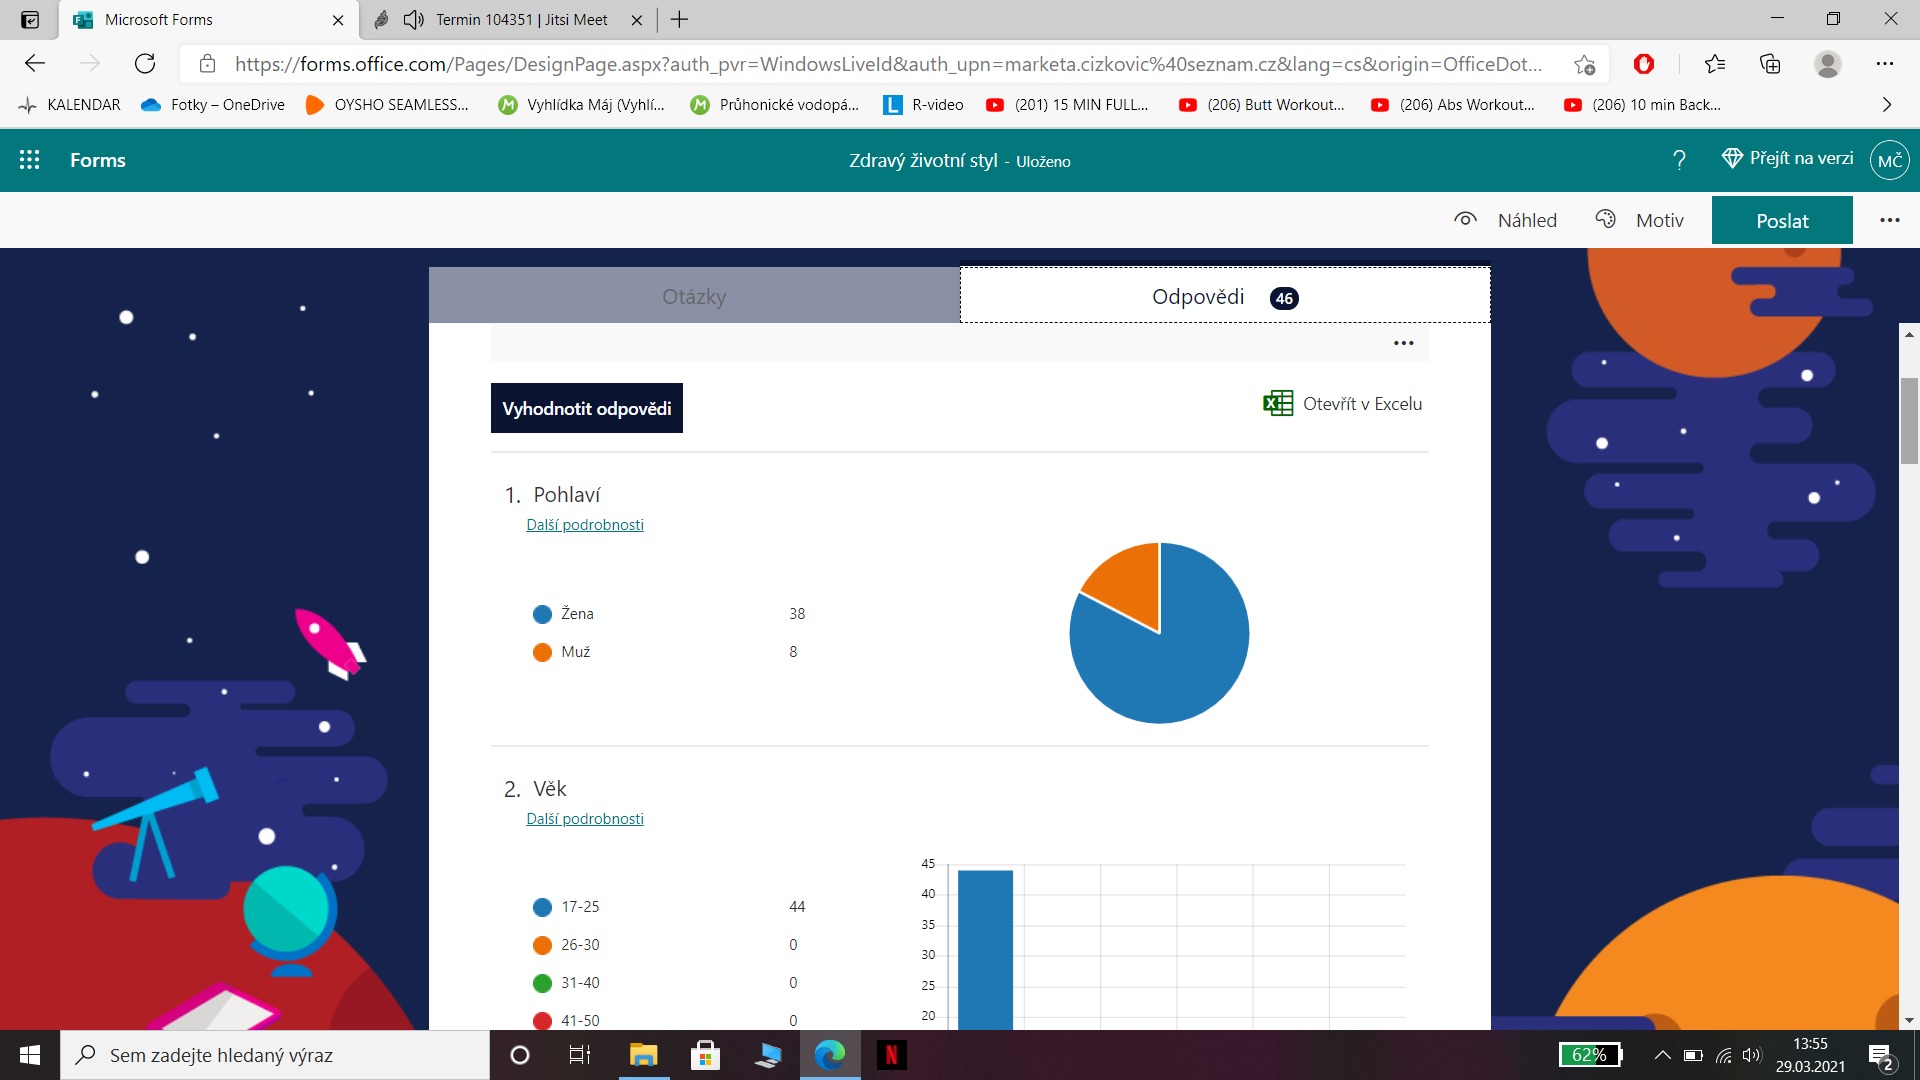 Microsoft Forms
Termin 104351 | Jitsi Meet
https://forms.office.com/Pages/DesignPage.aspx?auth_pvr=WindowsLiveId&auth_upn=marketa.cizkovic%40seznam.cz&lang=cs&origin=OfficeDot...
KALENDAR
Fotky – OneDrive
OYSHO SEAMLESS...
Vyhlídka Máj (Vyhlí...
Průhonické vodopá...
L R-video
(201) 15 MIN FULL...
(206) Butt Workout...
(206) Abs Workout...
(206) 10 min Back...
Forms
Zdravý životní styl - Uloženo
?
Přejít na verzi
MČ
Náhled
Motiv
Poslat
Otázky
Odpovědi 46
Vyhodnotit odpovědi
Otevřít v Excelu
1. Pohlaví
Další podrobnosti
Žena 38
Muž 8
2. Věk
Další podrobnosti
17-25 44
26-30 0
31-40 0
41-50 0
45
40
35
30
25
20
Sem zadejte hledaný výraz
N
62%
13:55
29.03.2021
2